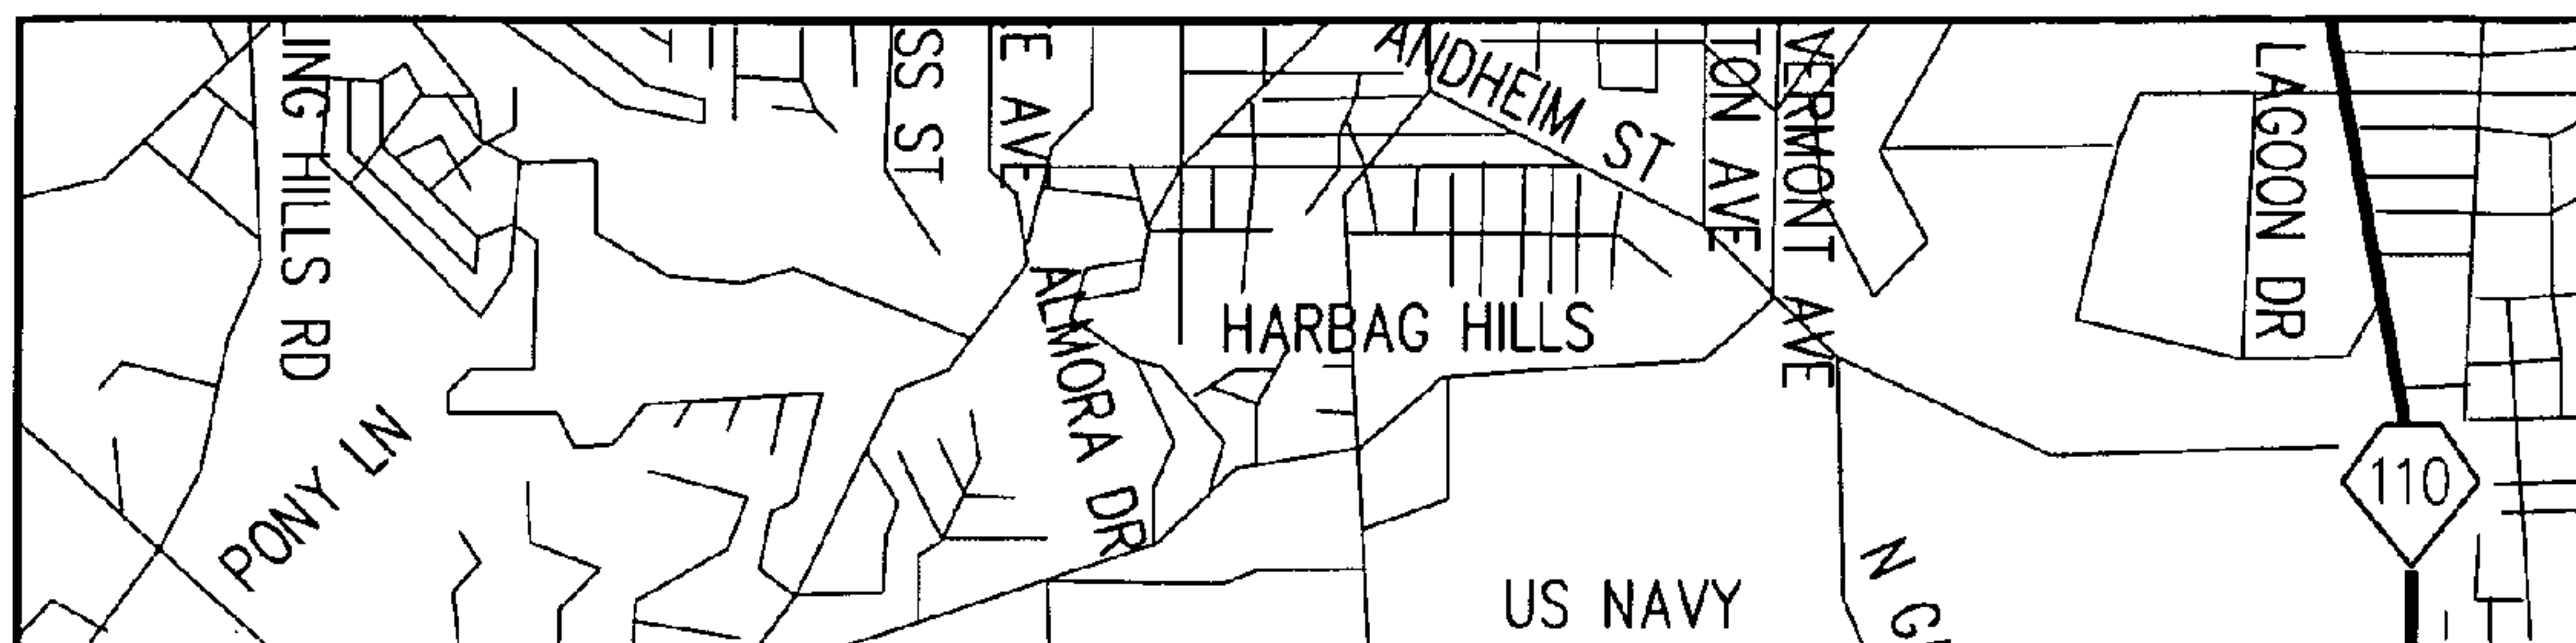 LING HILLS RD
SS ST
E AVE
ANDHEIM ST
TON AVE
VERMONT AVE
LAGOON DR
ALMORA DR
HARBAG HILLS
PONY LN
110
US NAVY
N G